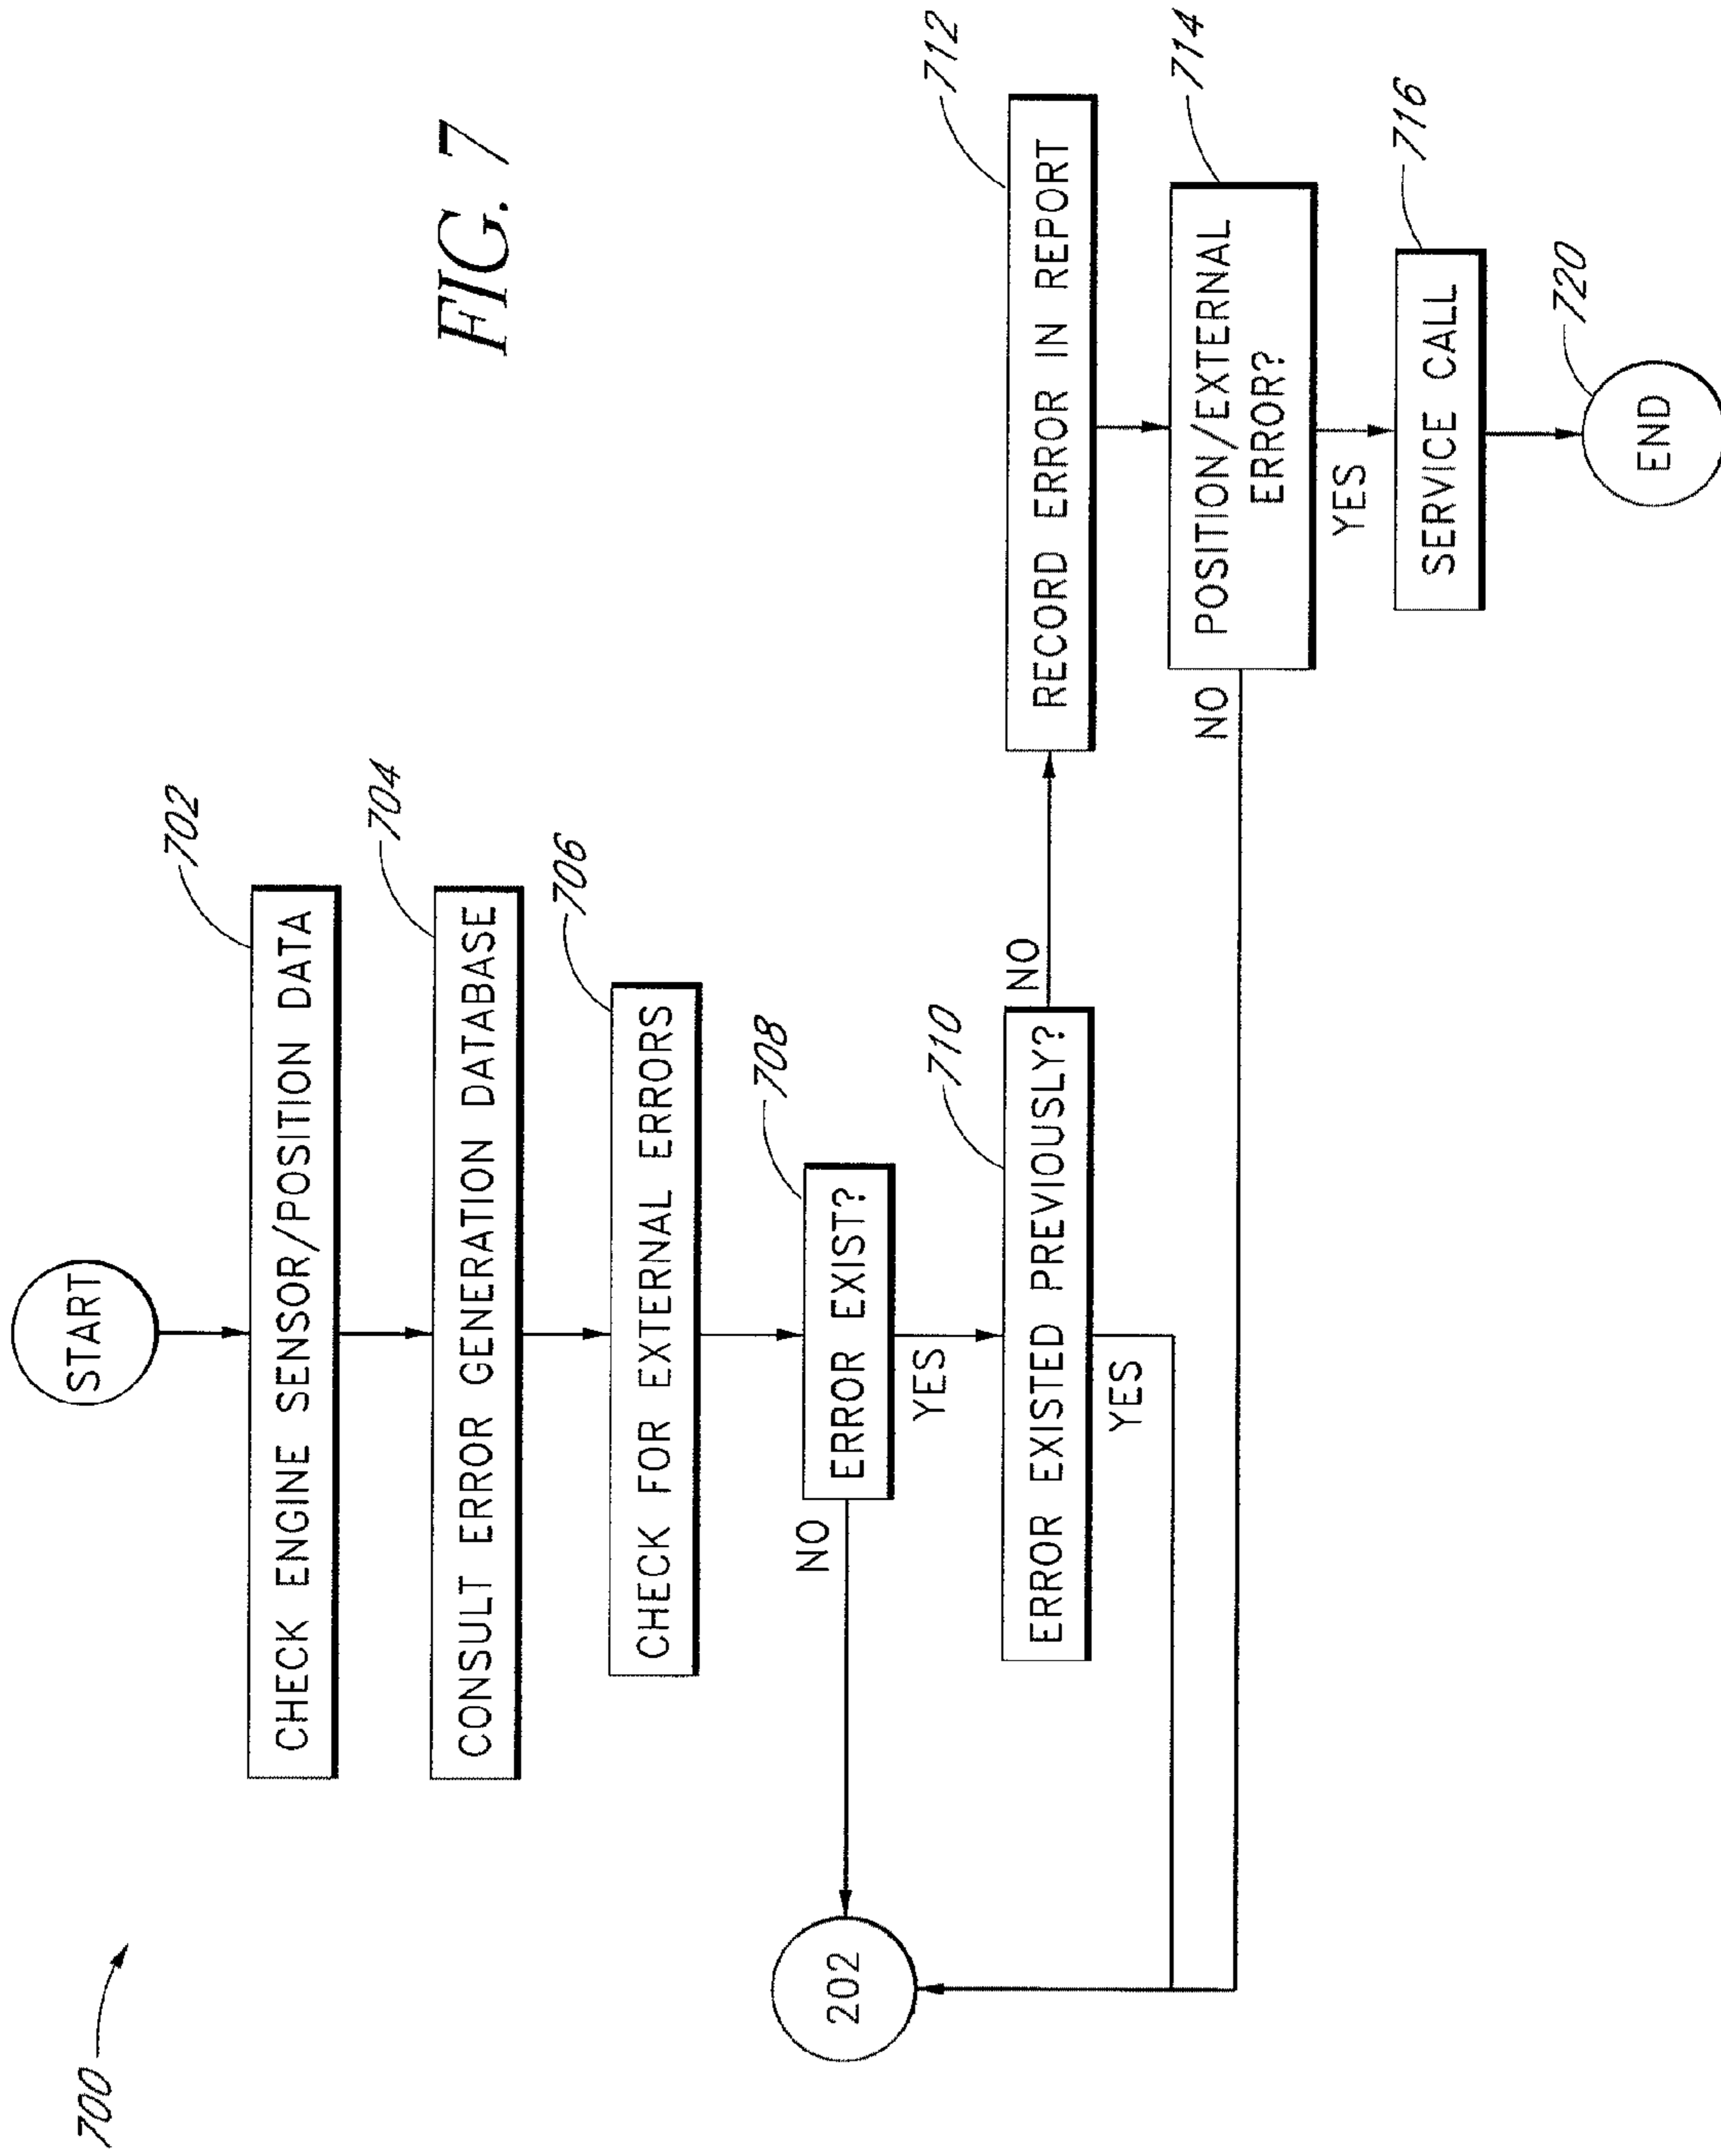 700
START
702
CHECK ENGINE SENSOR/POSITION DATA
704
CONSULT ERROR GENERATION DATABASE
706
CHECK FOR EXTERNAL ERRORS
708
ERROR EXIST?
NO
YES
202
710
ERROR EXISTED PREVIOUSLY?
NO
YES
712
RECORD ERROR IN REPORT
714
POSITION/EXTERNAL
ERROR?
NO
YES
716
SERVICE CALL
720
END
FIG. 7